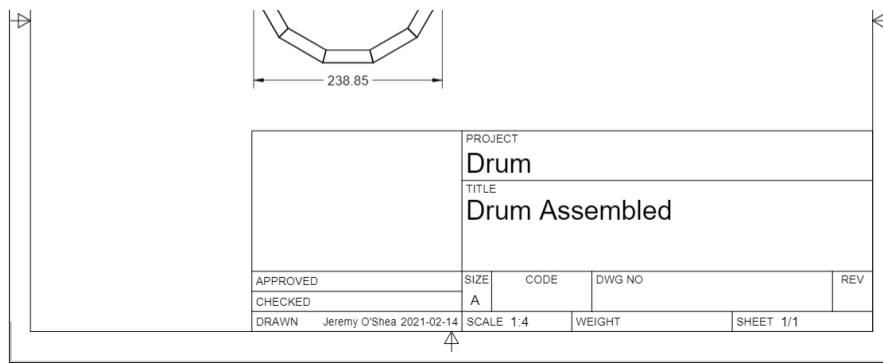 238.85
PROJECT
Drum
TITLE
Drum Assembled
APPROVED
SIZE CODE DWG NO REV
CHECKED
A
DRAWN Jeremy O'Shea 2021-02-14 SCALE 1:4 WEIGHT SHEET 1/1